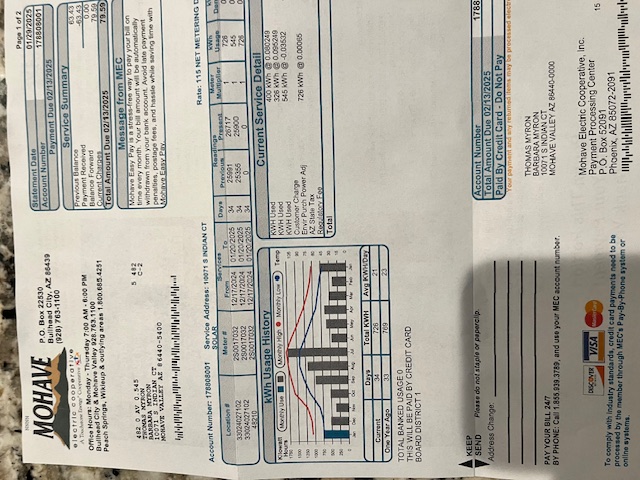 Page 1 of 2
MOHAVE
electric cooperative
A Touchstone Energy Cooperative
P.O. Box 22530
Bullhead City, AZ 86439
(928) 763-1100
Office Hours: Monday - Thursday 7:00 AM - 6:00 PM
Bullhead City & Mohave Valley 928.763.1100
Peach Springs, Wikieup & outlying areas 1.800.685.4251
Statement Date 01/29/2025
Account Number 178808001
Payment Due 02/13/2025
Service Summary
Previous Balance 63.43
Payment Received -63.43
Balance Forward 0.00
Current Charges 79.59
Total Amount Due 02/13/2025 79.59
Message from MEC
Mohave Easy Pay is a stress-free way to pay your bill on
time every month. Your bill amount will be automatically
withdrawn from your bank account. Avoid late payment
penalties, postage fees, and hassle while saving time with
Mohave Easy Pay.
482 0 AV 0.545 5 482
THOMAS MYRON C-2
BARBARA MYRON
10071 S INDIAN CT
MOHAVE VALLEY AZ 86440-5400
Account Number: 178808001 Service Address: 10071 S INDIAN CT
SOLAR
Rate: 115 NET METERING
Location # Meter # Services From To Days Readings Previous Present Meter Multiplier kWh Usage
33024027102 2S0017032 12/17/2024 01/20/2025 34 25991 26717 1 726
33024027102 2S0017032 12/17/2024 01/20/2025 34 25355 25900 1 545
48210 2S0017032 12/17/2024 01/20/2025 34 0 0 1 0
kWh Usage History
Kilowatt Hours Monthly Use Monthly High Monthly Low Temp
Jan Dec Nov Oct Sep Aug Jul Jun May Apr Mar Feb Jan
Days Total KWH Avg KWH/Day
Current 34 726 21
One Year Ago 33 769 23
Current Service Detail
KWH Used 400 kWh @ 0.080249
KWH Used 326 kWh @ 0.095249
KWH Used 545 kWh @ -0.03532
Customer Charge
Envir Purch Power Adj 726 kWh @ 0.00065
AZ State Tax
Regulatory Fee
Total
TOTAL BANKED USAGE 0
THIS WILL BE PAID BY CREDIT CARD
BOARD DISTRICT 1
KEEP
SEND
Please do not staple or paperclip.
Address Change:
Account Number 1788
Total Amount Due 02/13/2025
Paid By Credit Card - Do Not Pay
Your payment and any returned items may be processed electr
THOMAS MYRON
BARBARA MYRON
10071 S INDIAN CT
MOHAVE VALLEY AZ 86440-0000
PAY YOUR BILL 24/7
BY PHONE: Call 1.855.939.3789, and use your MEC account number.
DISCOVER VISA MasterCard
To comply with industry standards, credit card payments need to be
processed by the member through MEC's Pay-By-Phone system or
online systems.
Mohave Electric Cooperative, Inc.
Payment Processing Center
P.O. Box 52091
Phoenix, AZ 85072-2091
15